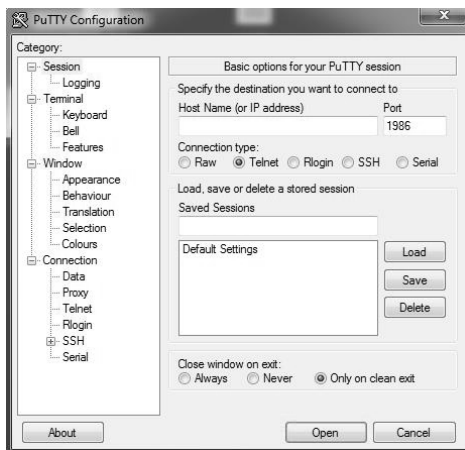 PuTTY Configuration
X
Category:
Session
Logging
Terminal
Keyboard
Bell
Features
Window
Appearance
Behaviour
Translation
Selection
Colours
Connection
Data
Proxy
Telnet
Rlogin
SSH
Serial
Basic options for your PuTTY session
Specify the destination you want to connect to
Host Name (or IP address) Port
1986
Connection type:
Raw Telnet Rlogin SSH Serial
Load, save or delete a stored session
Saved Sessions
Default Settings
Load
Save
Delete
Close window on exit:
Always Never Only on clean exit
About Open Cancel